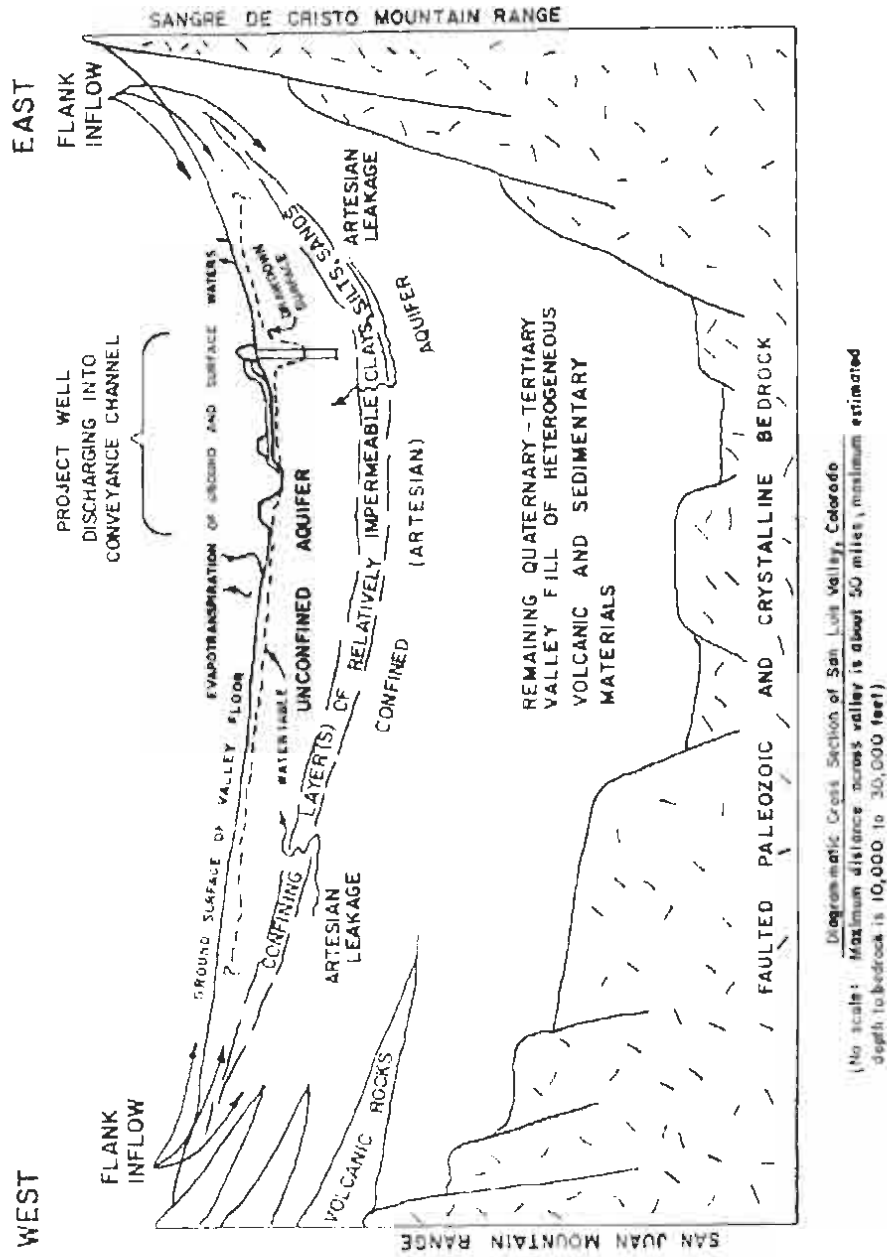 WEST
EAST
FLANK
INFLOW
FLANK
INFLOW
SAN JUAN MOUNTAIN RANGE
SANGRE DE CRISTO MOUNTAIN RANGE
PROJECT WELL
DISCHARGING INTO
CONVEYANCE CHANNEL
EVAPOTRANSPIRATION OF GROUND AND SURFACE WATERS
GROUND SURFACE OF VALLEY FLOOR
?
?
?
DRAWDOWN
SURFACE
WATERTABLE
UNCONFINED AQUIFER
CONFINING LAYER(S) OF RELATIVELY IMPERMEABLE CLAYS, SILTS, SANDS
ARTESIAN
LEAKAGE
ARTESIAN
LEAKAGE
CONFINED (ARTESIAN) AQUIFER
VOLCANIC ROCKS
REMAINING QUATERNARY-TERTIARY
VALLEY FILL OF HETEROGENEOUS
VOLCANIC AND SEDIMENTARY
MATERIALS
FAULTED PALEOZOIC AND CRYSTALLINE BEDROCK
Diagrammatic Cross Section of San Luis Valley, Colorado
(No scale: Maximum distance across valley is about 50 miles, maximum estimated
depth to bedrock is 10,000 to 30,000 feet)